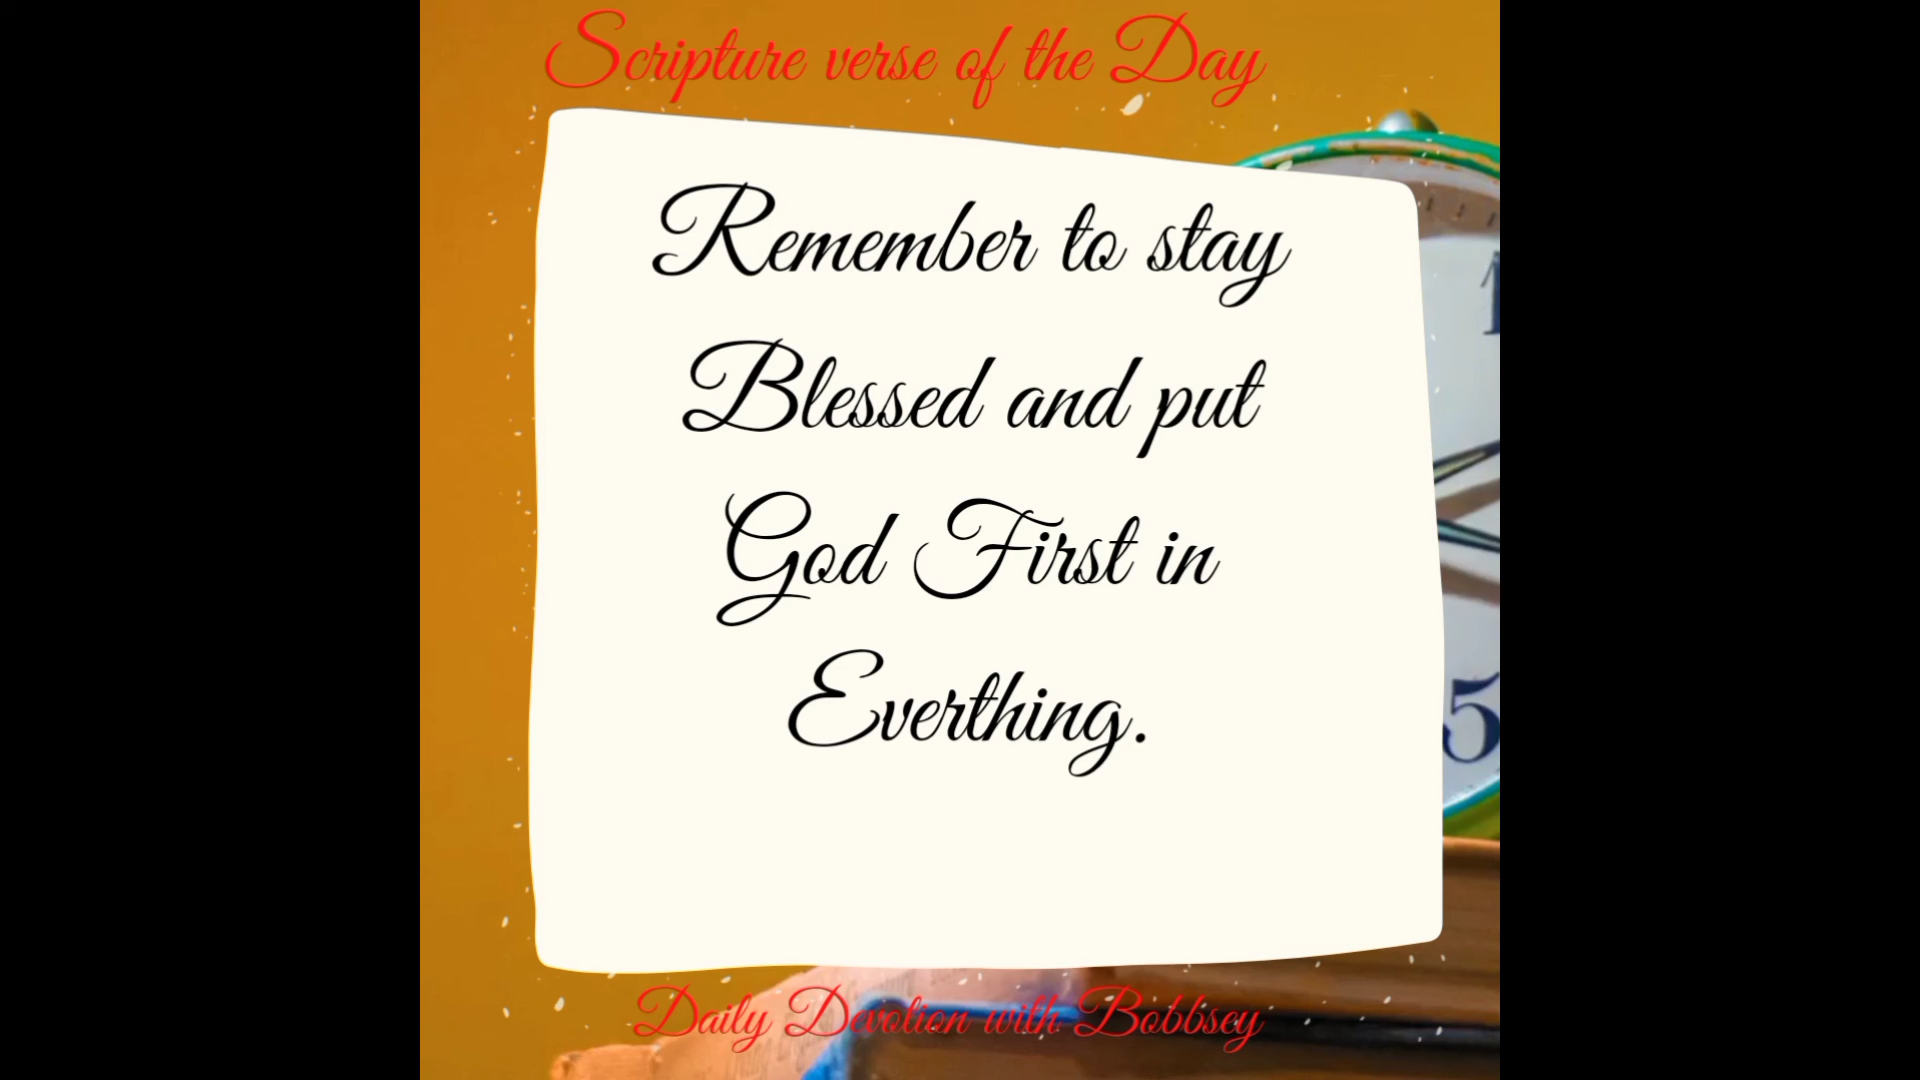 Scripture verse of the Day
Remember to stay
Blessed and put
God First in
Everthing.
5
Daily Devotion with Bobbsey